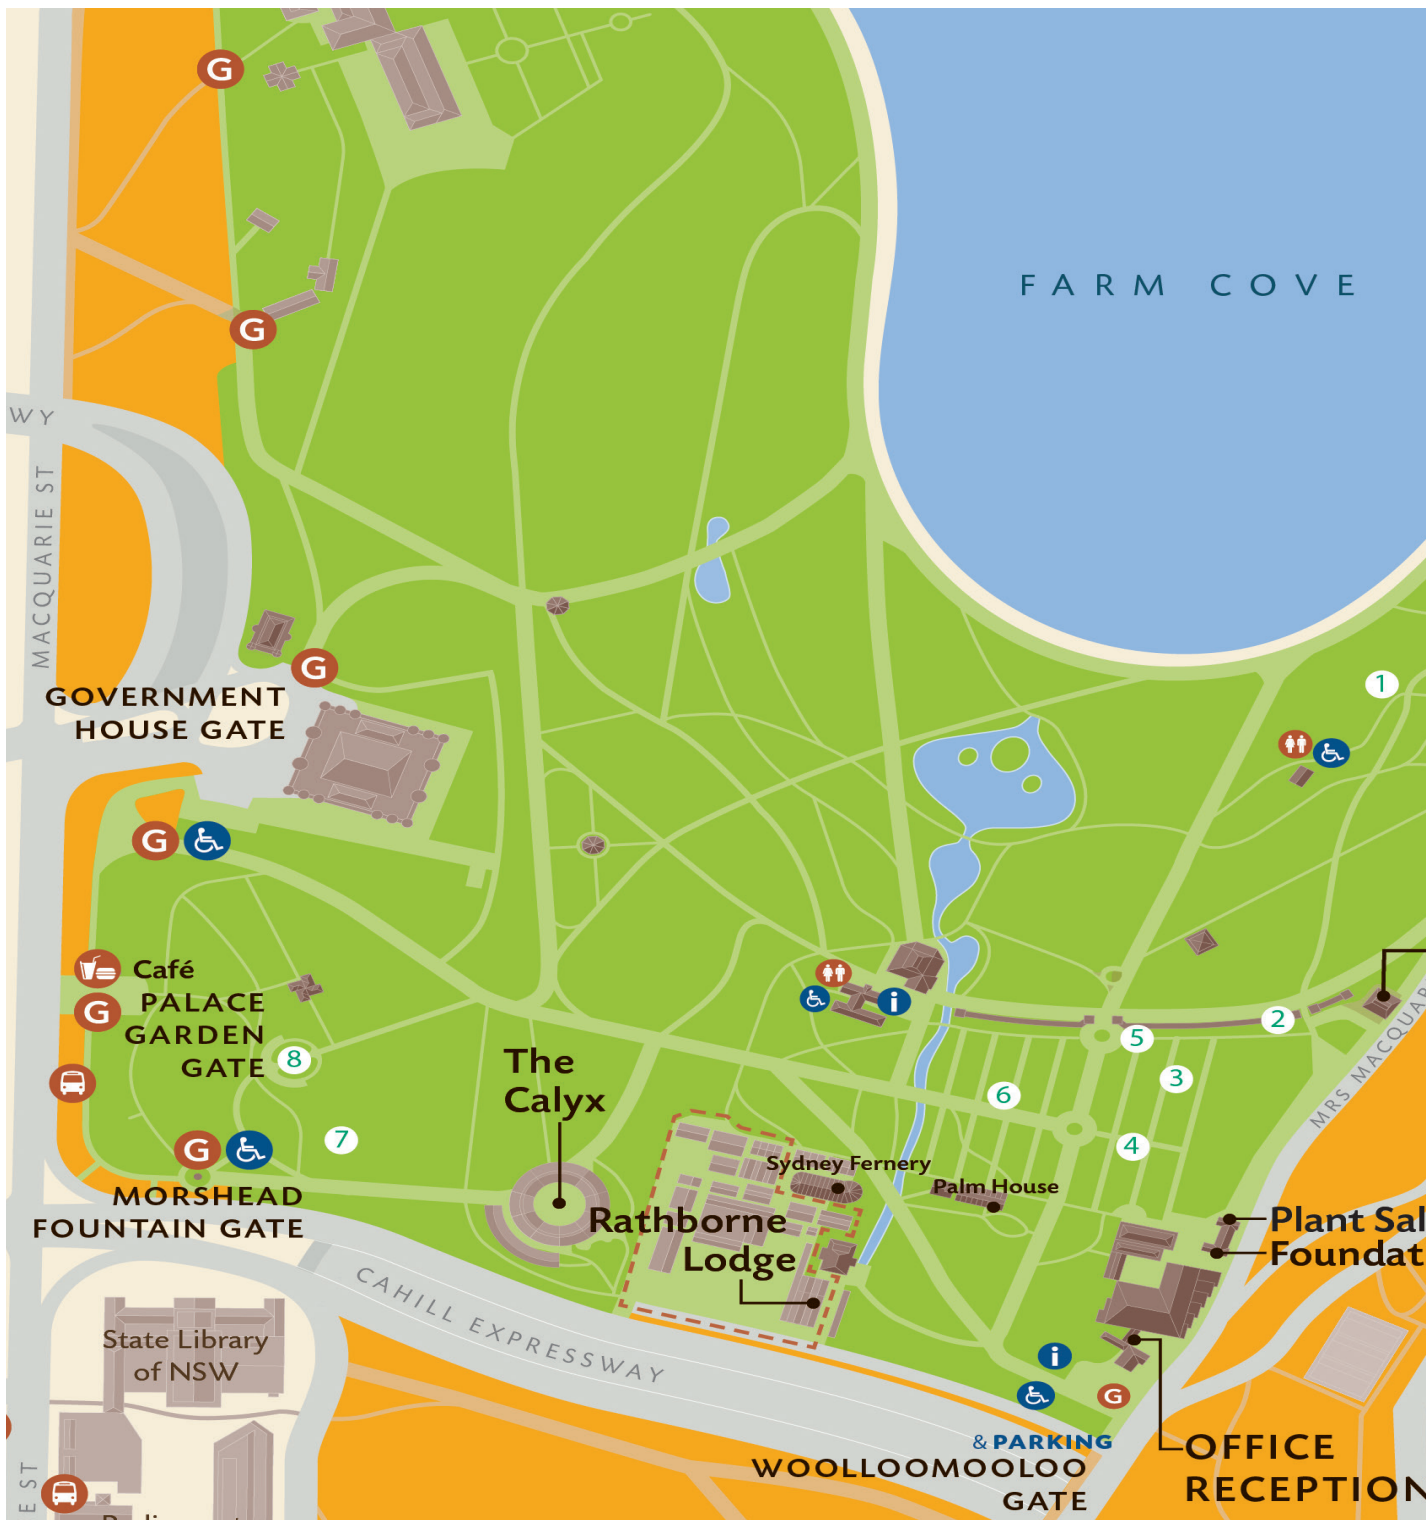 G
FARM COVE
G
WY
MACQUARIE ST
G
GOVERNMENT
HOUSE GATE
1
G
Café
G
PALACE
GARDEN
GATE
i
2
5
8
3
6
The
Calyx
7
4
G
MRS MACQUAR
Sydney Fernery
Palm House
MORSHEAD
FOUNTAIN GATE
Rathborne
Lodge
Plant Sal
Foundat
CAHILL EXPRESSWAY
State Library
of NSW
i
G
& PARKING
WOOLLOOMOOLOO
GATE
OFFICE
RECEPTION
E ST